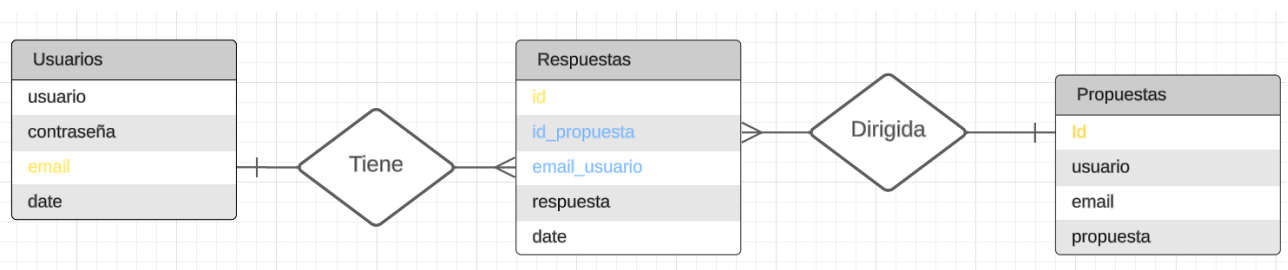 Usuarios
usuario
contraseña
email
date
Tiene
Respuestas
id
id_propuesta
email_usuario
respuesta
date
Dirigida
Propuestas
Id
usuario
email
propuesta